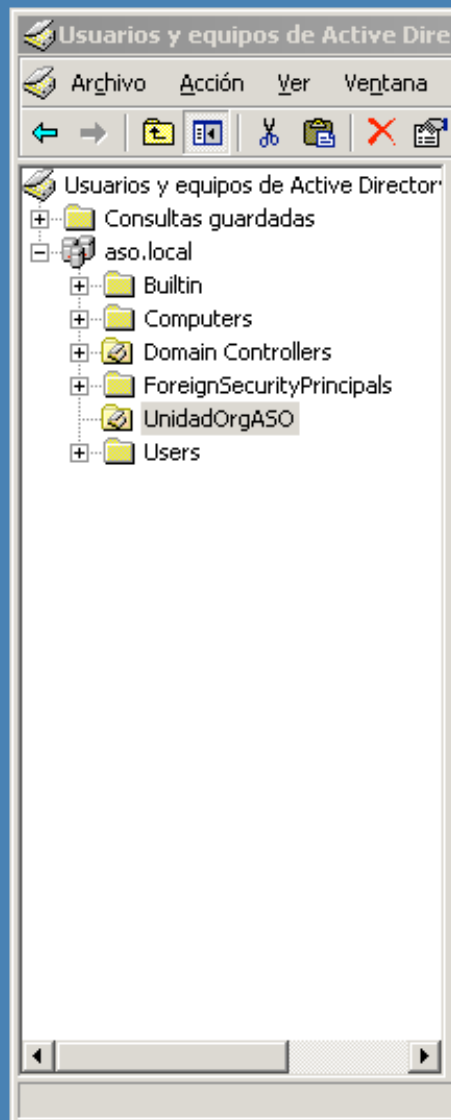 Usuarios y equipos de Active Dire
Archivo Acción Ver Ventana
Usuarios y equipos de Active Director
Consultas guardadas
aso.local
Builtin
Computers
Domain Controllers
ForeignSecurityPrincipals
UnidadOrgASO
Users